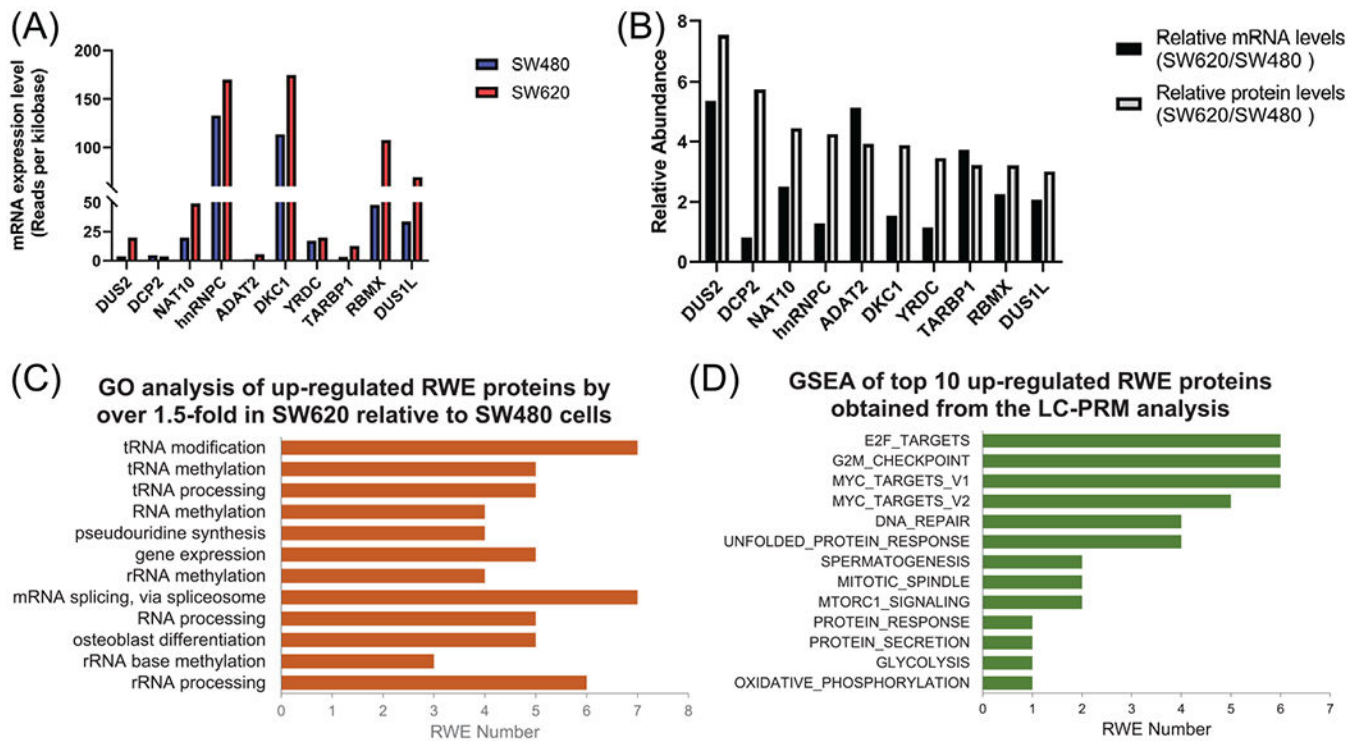 (A)
mRNA expression level
(Reads per kilobase)
200
150
100
50
25
0
SW480
SW620
DUS2
DCP2
NAT10
hnRNPC
ADAT2
DKC1
YRDC
TARBP1
RBMX
DUS1L
(B)
Relative Abundance
8
6
4
2
0
Relative mRNA levels
(SW620/SW480 )
Relative protein levels
(SW620/SW480 )
DUS2
DCP2
NAT10
hnRNPC
ADAT2
DKC1
YRDC
TARBP1
RBMX
DUS1L
(C)
GO analysis of up-regulated RWE proteins by
over 1.5-fold in SW620 relative to SW480 cells
tRNA modification
tRNA methylation
tRNA processing
RNA methylation
pseudouridine synthesis
gene expression
rRNA methylation
mRNA splicing, via spliceosome
RNA processing
osteoblast differentiation
rRNA base methylation
rRNA processing
0 1 2 3 4 5 6 7 8
RWE Number
(D)
GSEA of top 10 up-regulated RWE proteins
obtained from the LC-PRM analysis
E2F_TARGETS
G2M_CHECKPOINT
MYC_TARGETS_V1
MYC_TARGETS_V2
DNA_REPAIR
UNFOLDED_PROTEIN_RESPONSE
SPERMATOGENESIS
MITOTIC_SPINDLE
MTORC1_SIGNALING
PROTEIN_RESPONSE
PROTEIN_SECRETION
GLYCOLYSIS
OXIDATIVE_PHOSPHORYLATION
0 1 2 3 4 5 6 7
RWE Number